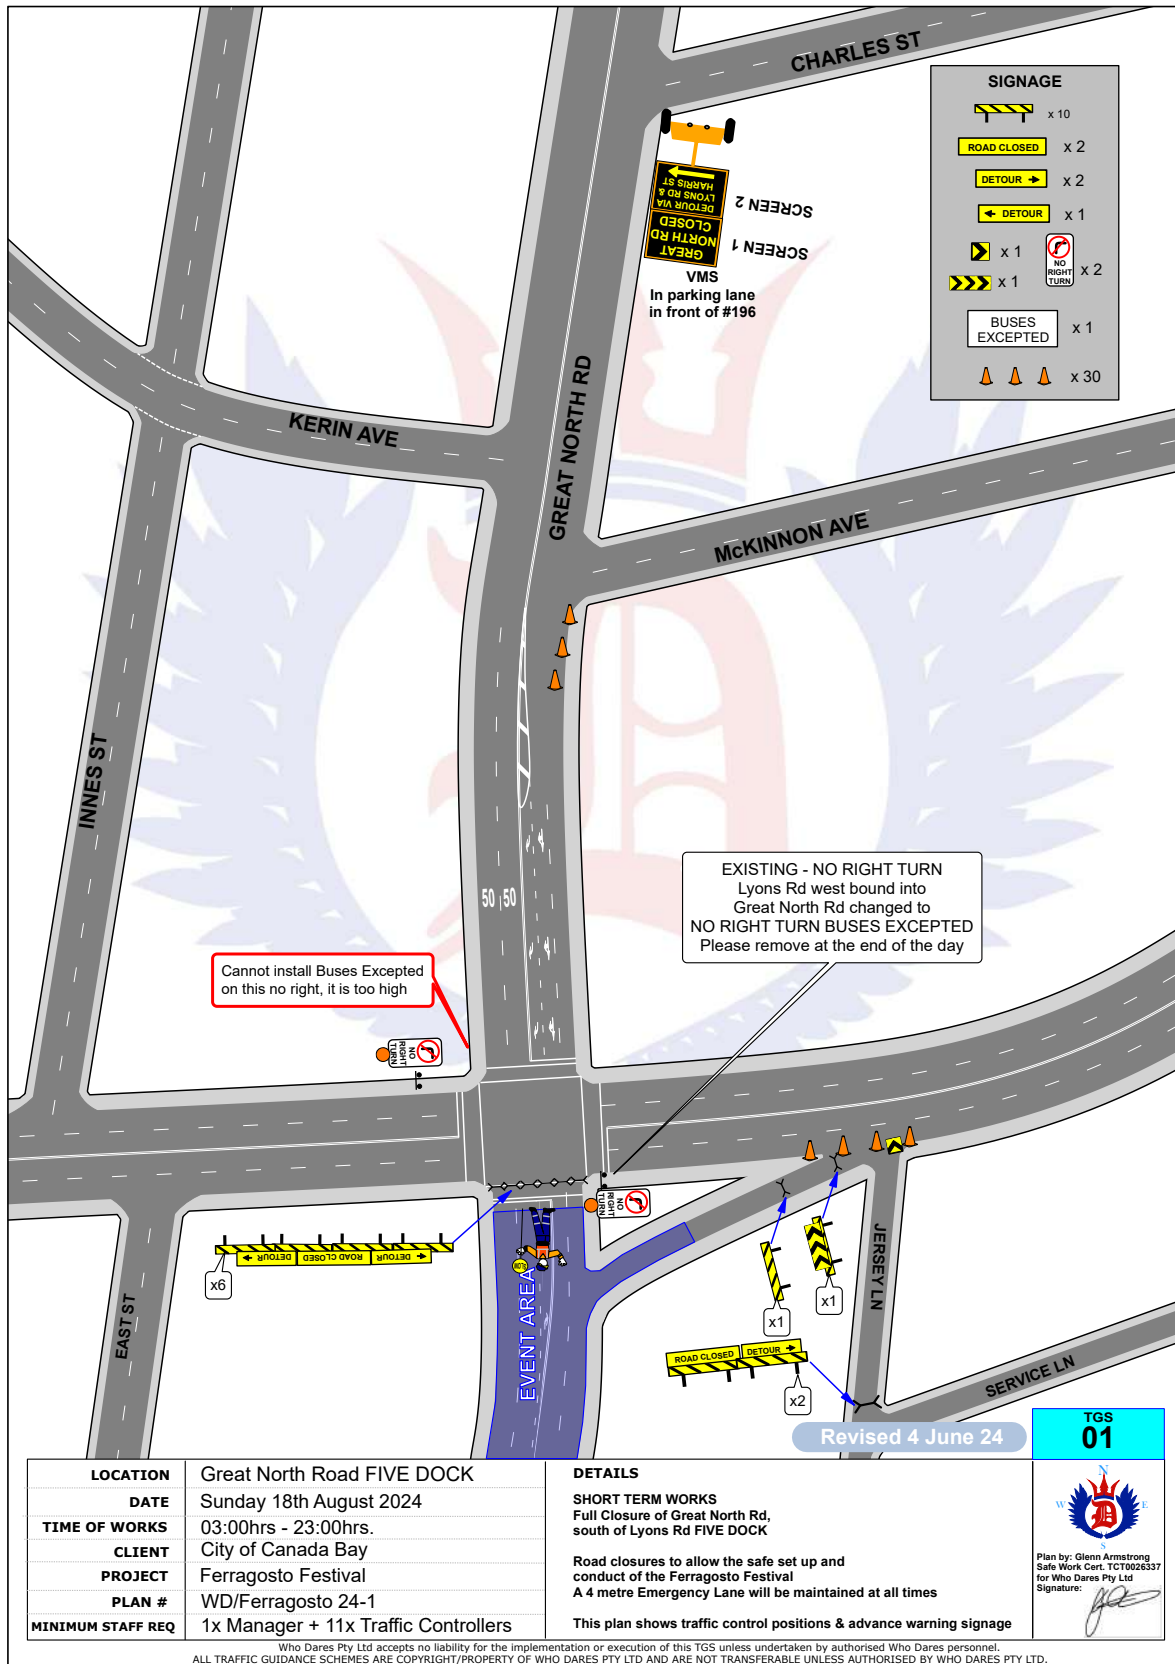 CHARLES ST
SIGNAGE
x 10
ROAD CLOSED
x 2
DETOUR
x 2
DETOUR
x 1
x 1
NO
RIGHT
TURN
x 2
x 1
BUSES
EXCEPTED
x 1
x 30
DETOUR VIA
LYONS RD &
HARRIS ST
SCREEN 2
GREAT
NORTH RD
CLOSED
SCREEN 1
VMS
In parking lane
in front of #196
KERIN AVE
GREAT NORTH RD
McKINNON AVE
INNES ST
50 50
EXISTING - NO RIGHT TURN
Lyons Rd west bound into
Great North Rd changed to
NO RIGHT TURN BUSES EXCEPTED
Please remove at the end of the day
Cannot install Buses Excepted
on this no right, it is too high
NO
RIGHT
TURN
NO
RIGHT
TURN
DETOUR
ROAD CLOSED
DETOUR
x6
SLOW
EVENT AREA
EAST ST
JERSEY LN
x1
x1
ROAD CLOSED
DETOUR
x2
SERVICE LN
Revised 4 June 24
TGS
01
LOCATION Great North Road FIVE DOCK
DATE Sunday 18th August 2024
TIME OF WORKS 03:00hrs - 23:00hrs.
CLIENT City of Canada Bay
PROJECT Ferragosto Festival
PLAN # WD/Ferragosto 24-1
MINIMUM STAFF REQ 1x Manager + 11x Traffic Controllers
DETAILS
SHORT TERM WORKS
Full Closure of Great North Rd,
south of Lyons Rd FIVE DOCK
Road closures to allow the safe set up and
conduct of the Ferragosto Festival
A 4 metre Emergency Lane will be maintained at all times
This plan shows traffic control positions & advance warning signage
N
W E
D
S
Plan by: Glenn Armstrong
Safe Work Cert. TCT0026337
for Who Dares Pty Ltd
Signature:
Who Dares Pty Ltd accepts no liability for the implementation or execution of this TGS unless undertaken by authorised Who Dares personnel.
ALL TRAFFIC GUIDANCE SCHEMES ARE COPYRIGHT/PROPERTY OF WHO DARES PTY LTD AND ARE NOT TRANSFERABLE UNLESS AUTHORISED BY WHO DARES PTY LTD.